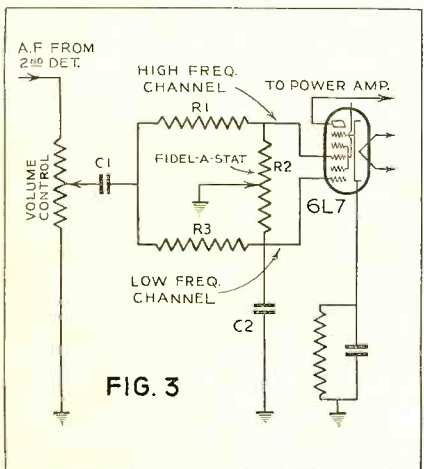 A.F FROM
2ND DET.
HIGH FREQ.
CHANNEL
TO POWER AMP.
R1
C1
FIDEL-A-STAT
R2
VOLUME
CONTROL
6L7
R3
LOW FREQ.
CHANNEL
C2
FIG. 3